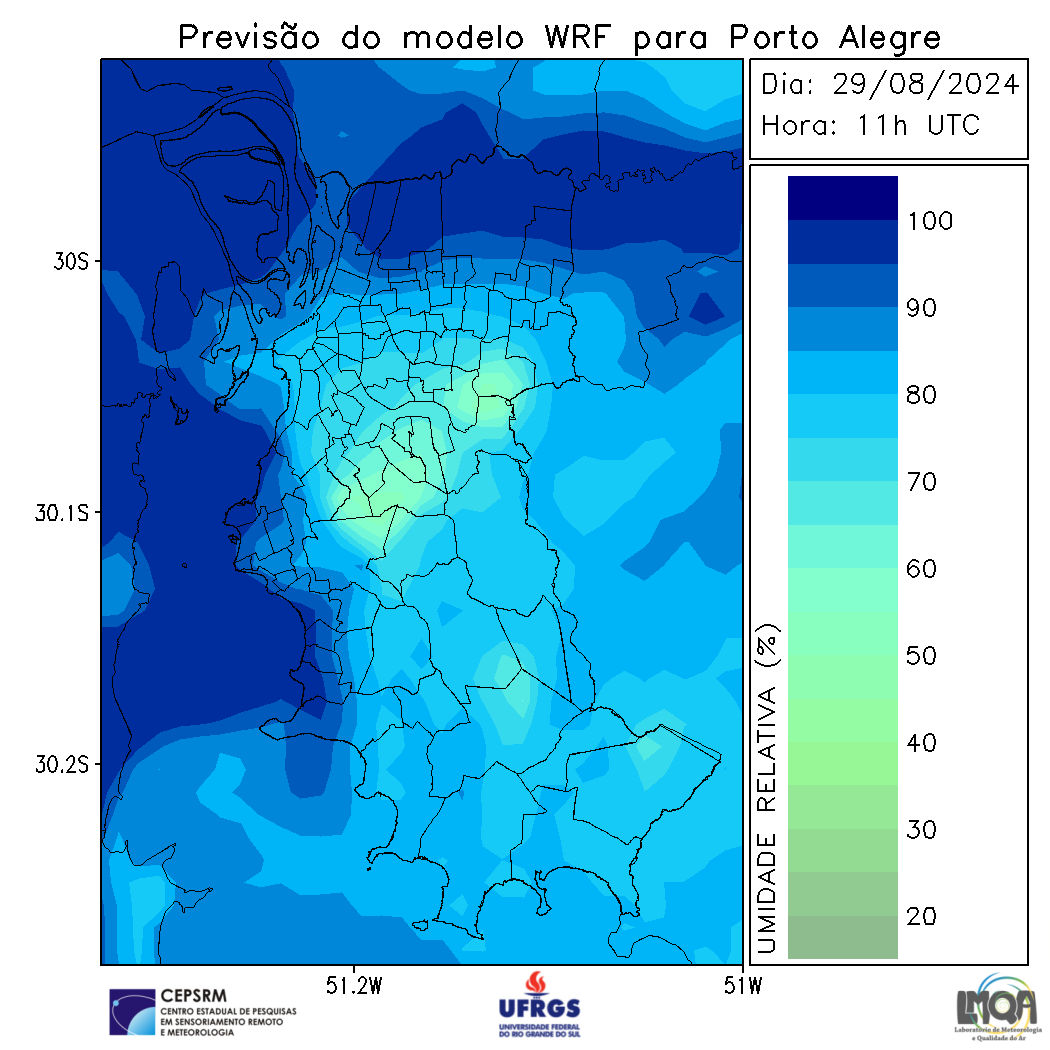 Previsão do modelo WRF para Porto Alegre
Dia: 29/08/2024
Hora: 11h UTC
30S
30.1S
30.2S
51.2W
51W
100
90
80
70
60
50
40
30
20
UMIDADE RELATIVA (%)
CEPSRM
CENTRO ESTADUAL DE PESQUISAS
EM SENSORIAMENTO REMOTO
E METEOROLOGIA
UFRGS
UNIVERSIDADE FEDERAL
DO RIO GRANDE DO SUL
LMQA
Laboratório de Meteorologia
e Qualidade do Ar